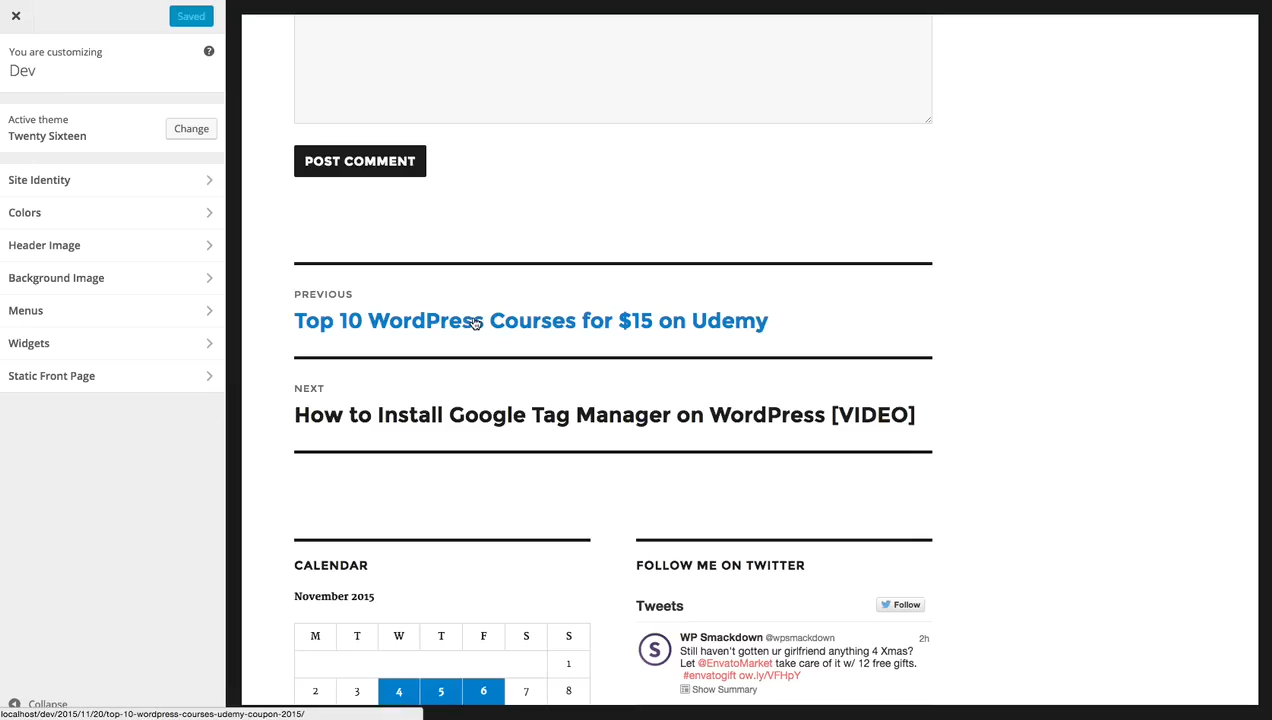 Saved
You are customizing
Dev
Active theme
Twenty Sixteen
Change
Site Identity
Colors
Header Image
Background Image
Menus
Widgets
Static Front Page
Collapse
localhost/dev/2015/11/20/top-10-wordpress-courses-udemy-coupon-2015/
POST COMMENT
PREVIOUS
Top 10 WordPress Courses for $15 on Udemy
NEXT
How to Install Google Tag Manager on WordPress [VIDEO]
CALENDAR
November 2015
M T W T F S S
1
2 3 4 5 6 7 8
FOLLOW ME ON TWITTER
Tweets
Follow
WP Smackdown @wpsmackdown 2h
Still haven't gotten ur girlfriend anything 4 Xmas?
Let @EnvatoMarket take care of it w/ 12 free gifts.
#envatogift ow.ly/VFHpY
Show Summary
S